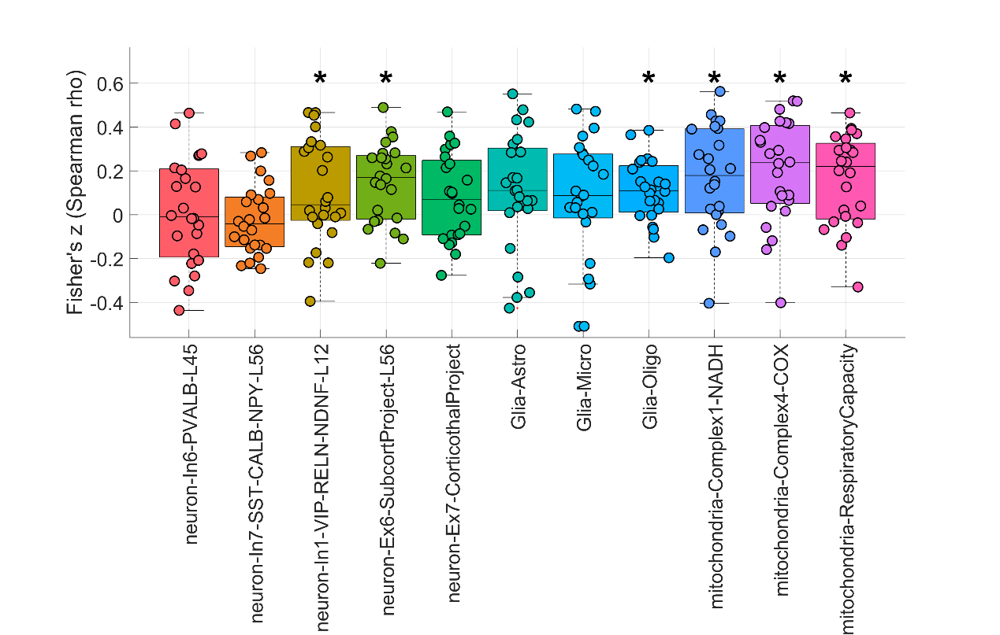 Fisher's z (Spearman rho)
0.6
0.4
0.2
0
-0.2
-0.4
* * * * * *
neuron-In6-PVALB-L45
neuron-In7-SST-CALB-NPY-L56
neuron-In1-VIP-RELN-NDNF-L12
neuron-Ex6-SubcortProject-L56
neuron-Ex7-CorticothalProject
Glia-Astro
Glia-Micro
Glia-Oligo
mitochondria-Complex1-NADH
mitochondria-Complex4-COX
mitochondria-RespiratoryCapacity